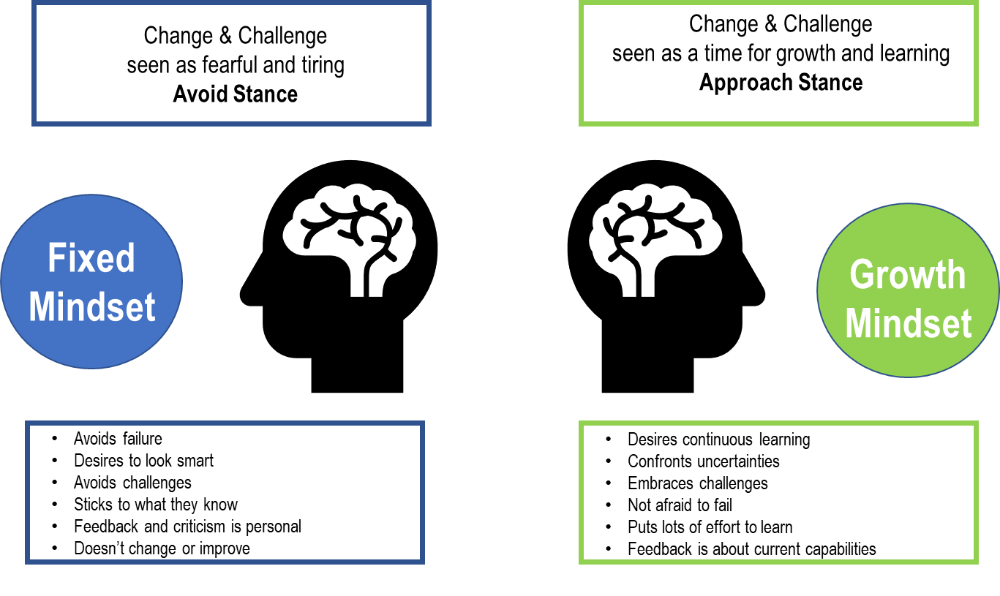 Change & Challenge
seen as fearful and tiring
Avoid Stance
Change & Challenge
seen as a time for growth and learning
Approach Stance
Fixed
Mindset
Growth
Mindset
• Avoids failure
• Desires to look smart
• Avoids challenges
• Sticks to what they know
• Feedback and criticism is personal
• Doesn’t change or improve
• Desires continuous learning
• Confronts uncertainties
• Embraces challenges
• Not afraid to fail
• Puts lots of effort to learn
• Feedback is about current capabilities